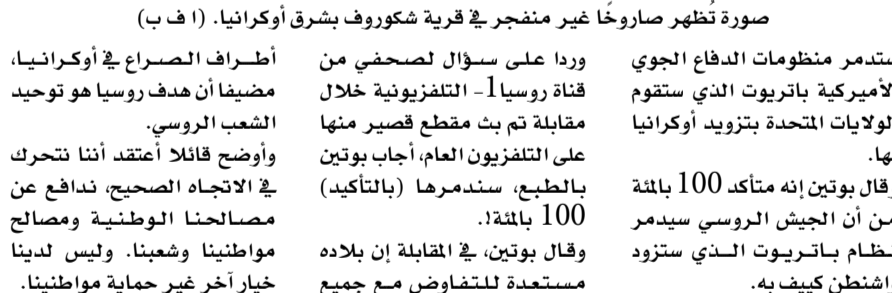 صورة تُظهر صاروخًا غير منفجر في قرية شكوروف بشرق أوكرانيا. (ا ف ب)
ستدمر منظومات الدفاع الجوي
الأميركية باتريوت الذي ستقوم
الولايات المتحدة بتزويد أوكرانيا
بها.
وقال بوتين إنه متأكد 100 بالمئة
من أن الجيش الروسي سيدمر
نظام باتريوت الذي ستزود
واشنطن كييف به.
وردا على سؤال لصحفي من
قناة روسيا1- التلفزيونية خلال
مقابلة تم بث مقطع قصير منها
على التلفزيون العام، أجاب بوتين
بالطبع، سندمرها (بالتأكيد)
100 بالمئة!.
وقال بوتين، في المقابلة إن بلاده
مستعدة للتفاوض مع جميع
أطراف الصراع في أوكرانيا،
مضيفا أن هدف روسيا هو توحيد
الشعب الروسي.
وأوضح قائلا أعتقد أننا نتحرك
في الاتجاه الصحيح، ندافع عن
مصالحنا الوطنية ومصالح
مواطنينا وشعبنا. وليس لدينا
خيار آخر غير حماية مواطنينا.